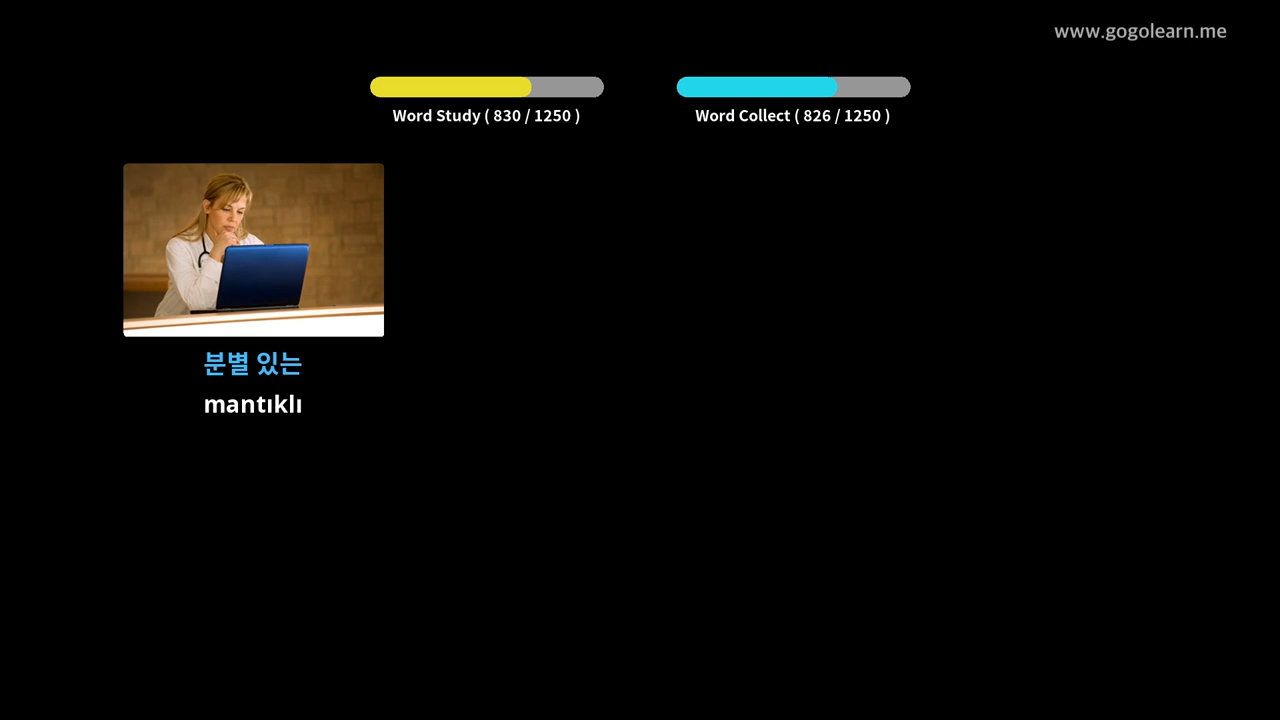 www.gogolearn.me
Word Study ( 830 / 1250 )
Word Collect ( 826 / 1250 )
분별 있는
mantıklı